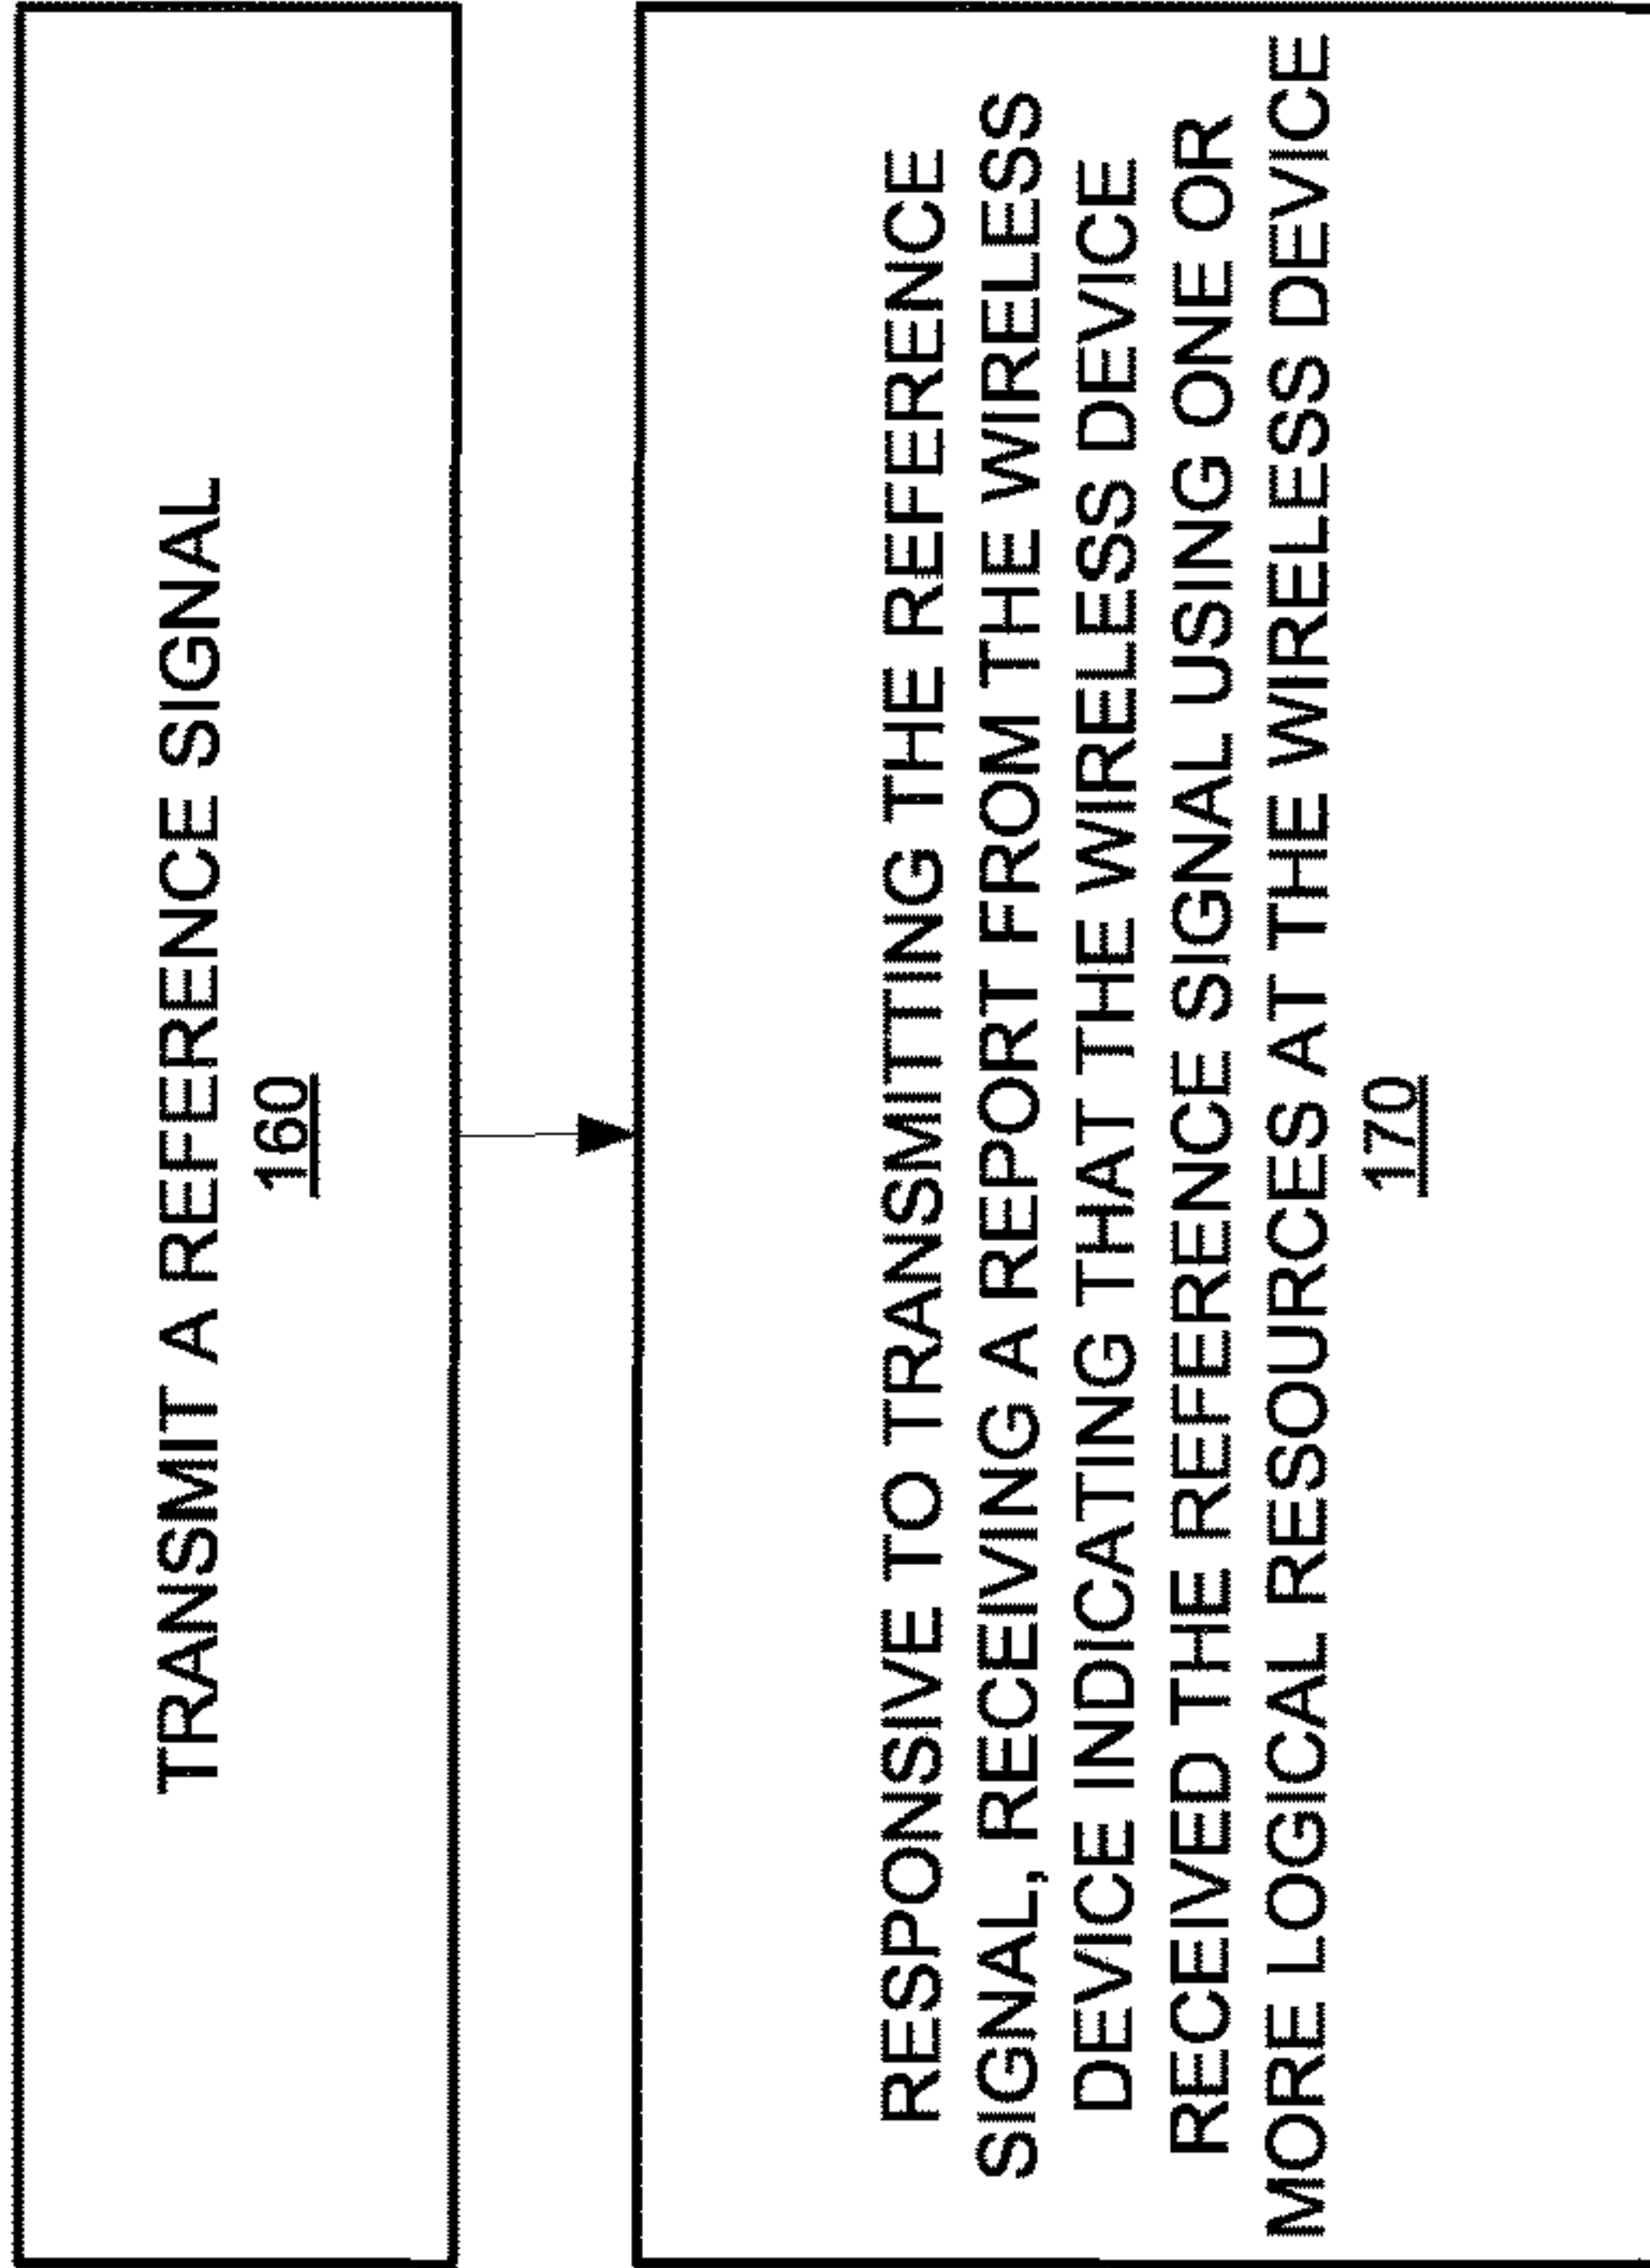 TRANSMIT A REFERENCE SIGNAL
160
RESPONSIVE TO TRANSMITTING THE REFERENCE
SIGNAL, RECEIVING A REPORT FROM THE WIRELESS
DEVICE INDICATING THAT THE WIRELESS DEVICE
RECEIVED THE REFERENCE SIGNAL USING ONE OR
MORE LOGICAL RESOURCES AT THE WIRELESS DEVICE
170